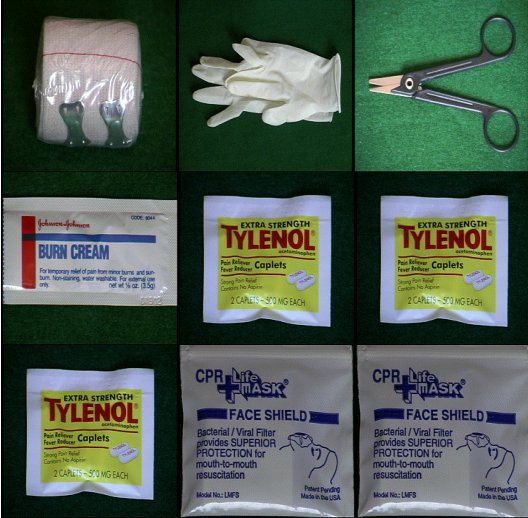 Johnson & Johnson
CODE: 8044
BURN CREAM
For temporary relief of pain from minor burns and sun-
burn. Non-staining, water washable. For external use
only.
net wt ⅛ oz. (3.5g)
EXTRA STRENGTH
TYLENOL®
acetaminophen
Pain Reliever
Fever Reducer
Caplets
Strong Pain Relief
Contains No Aspirin
2 CAPLETS - 500 MG EACH
EXTRA STRENGTH
TYLENOL®
acetaminophen
Pain Reliever
Fever Reducer
Caplets
Strong Pain Relief
Contains No Aspirin
2 CAPLETS - 500 MG EACH
EXTRA STRENGTH
TYLENOL®
acetaminophen
Pain Reliever
Fever Reducer
Caplets
Strong Pain Relief
Contains No Aspirin
2 CAPLETS - 500 MG EACH
CPR Life
MASK®
FACE SHIELD
Bacterial / Viral Filter
provides SUPERIOR
PROTECTION for
mouth-to-mouth
resuscitation
Model No.: LMFS
Patent Pending
Made in the USA
CPR Life
MASK®
FACE SHIELD
Bacterial / Viral Filter
provides SUPERIOR
PROTECTION for
mouth-to-mouth
resuscitation
Model No.: LMFS
Patent Pending
Made in the USA